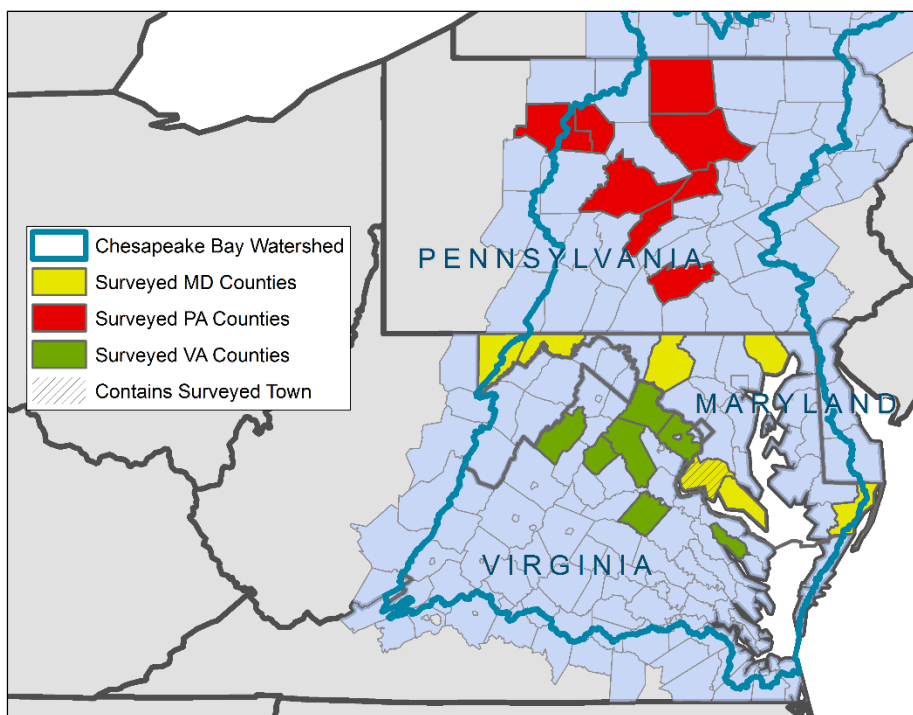 Chesapeake Bay Watershed
Surveyed MD Counties
Surveyed PA Counties
Surveyed VA Counties
Contains Surveyed Town
PENNSYLVANIA
MARYLAND
VIRGINIA